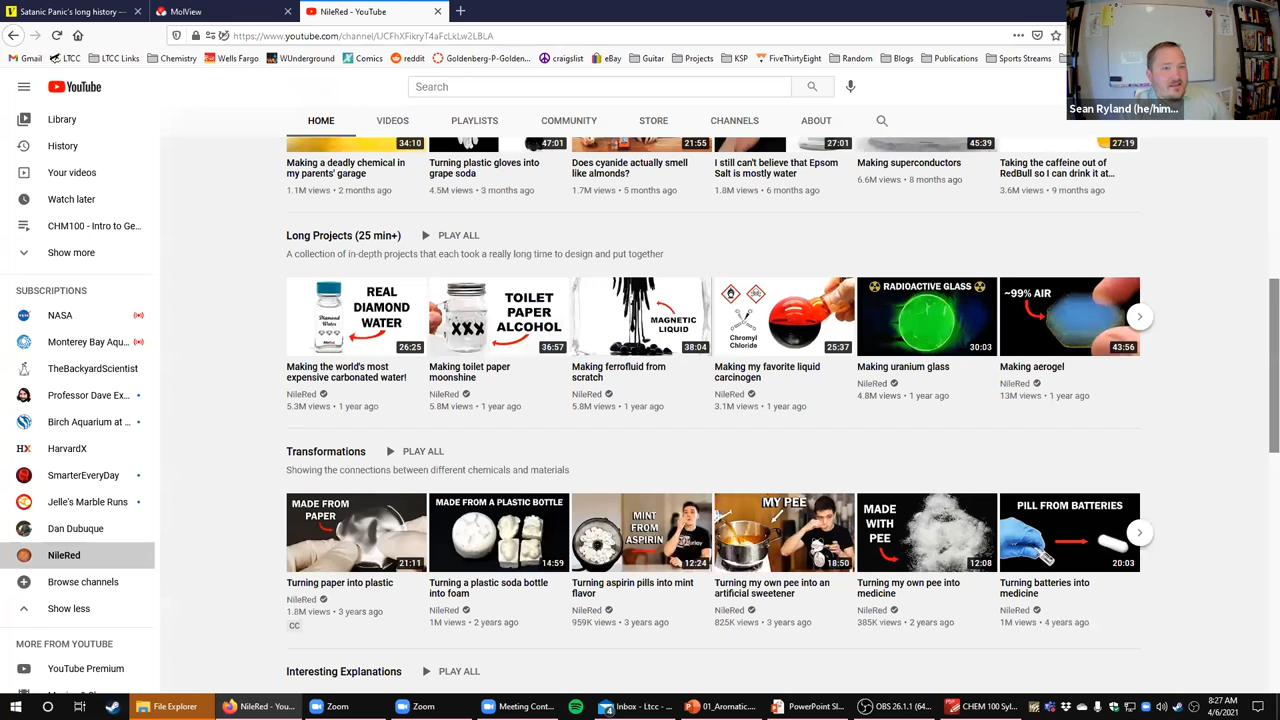 Satanic Panic's long history —
MolView
NileRed - YouTube
https://www.youtube.com/channel/UCFhXFikryT4aFcLkLw2LBLA
Gmail LTCC LTCC Links Chemistry Wells Fargo WUnderground Comics reddit Goldenberg-P-Golden... craigslist eBay Guitar Projects KSP FiveThirtyEight Random Blogs Publications Sports Streams
Sean Ryland (he/him...
YouTube
Search
HOME VIDEOS PLAYLISTS COMMUNITY STORE CHANNELS ABOUT
Library
History
Your videos
Watch later
CHM100 - Intro to Ge...
Show more
SUBSCRIPTIONS
NASA
Monterey Bay Aqu...
TheBackyardScientist
Professor Dave Ex...
Birch Aquarium at ...
HarvardX
SmarterEveryDay
Jelle's Marble Runs
Dan Dubuque
NileRed
Browse channels
Show less
MORE FROM YOUTUBE
YouTube Premium
34:10
Making a deadly chemical in
my parents' garage
1.1M views • 2 months ago
47:01
Turning plastic gloves into
grape soda
4.5M views • 3 months ago
21:55
Does cyanide actually smell
like almonds?
1.7M views • 5 months ago
27:01
I still can't believe that Epsom
Salt is mostly water
1.8M views • 6 months ago
45:39
Making superconductors
6.6M views • 8 months ago
27:19
Taking the caffeine out of
RedBull so I can drink it at...
3.6M views • 9 months ago
Long Projects (25 min+) PLAY ALL
A collection of in-depth projects that each took a really long time to design and put together
REAL
DIAMOND
WATER
Diamond
Water
26:25
Making the world's most
expensive carbonated water!
NileRed
5.3M views • 1 year ago
XXX
TOILET
PAPER
ALCOHOL
36:57
Making toilet paper
moonshine
NileRed
5.8M views • 1 year ago
MAGNETIC
LIQUID
38:04
Making ferrofluid from
scratch
NileRed
5.8M views • 1 year ago
Chromyl
Chloride
25:37
Making my favorite liquid
carcinogen
NileRed
3.1M views • 1 year ago
RADIOACTIVE GLASS
30:03
Making uranium glass
NileRed
4.8M views • 1 year ago
~99% AIR
43:56
Making aerogel
NileRed
13M views • 1 year ago
Transformations PLAY ALL
Showing the connections between different chemicals and materials
MADE FROM
PAPER
21:11
Turning paper into plastic
NileRed
1.8M views • 3 years ago
CC
MADE FROM A PLASTIC BOTTLE
14:59
Turning a plastic soda bottle
into foam
NileRed
1M views • 2 years ago
MINT
FROM
ASPIRIN
12:24
Turning aspirin pills into mint
flavor
NileRed
959K views • 3 years ago
MY PEE
18:50
Turning my own pee into an
artificial sweetener
NileRed
825K views • 3 years ago
MADE
WITH
PEE
12:08
Turning my own pee into
medicine
NileRed
385K views • 2 years ago
PILL FROM BATTERIES
20:03
Turning batteries into
medicine
NileRed
1M views • 4 years ago
Interesting Explanations PLAY ALL
File Explorer
NileRed - You...
Zoom
Zoom
Meeting Cont...
4
Inbox - Ltcc - ...
01_Aromatic....
PowerPoint Sl...
OBS 26.1.1 (64...
CHEM 100 Syl...
8:27 AM
4/6/2021